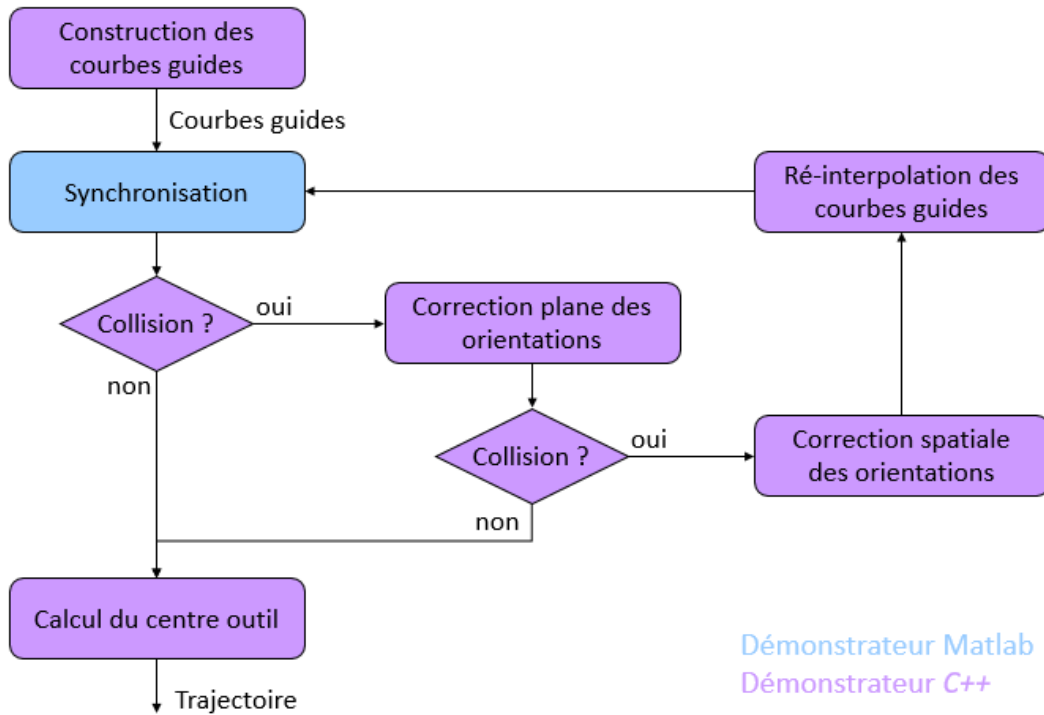 Construction des
courbes guides
Courbes guides
Synchronisation
Ré-interpolation des
courbes guides
Collision ?
oui
non
Correction plane des
orientations
Collision ?
oui
non
Correction spatiale
des orientations
Calcul du centre outil
Trajectoire
Démonstrateur Matlab
Démonstrateur C++